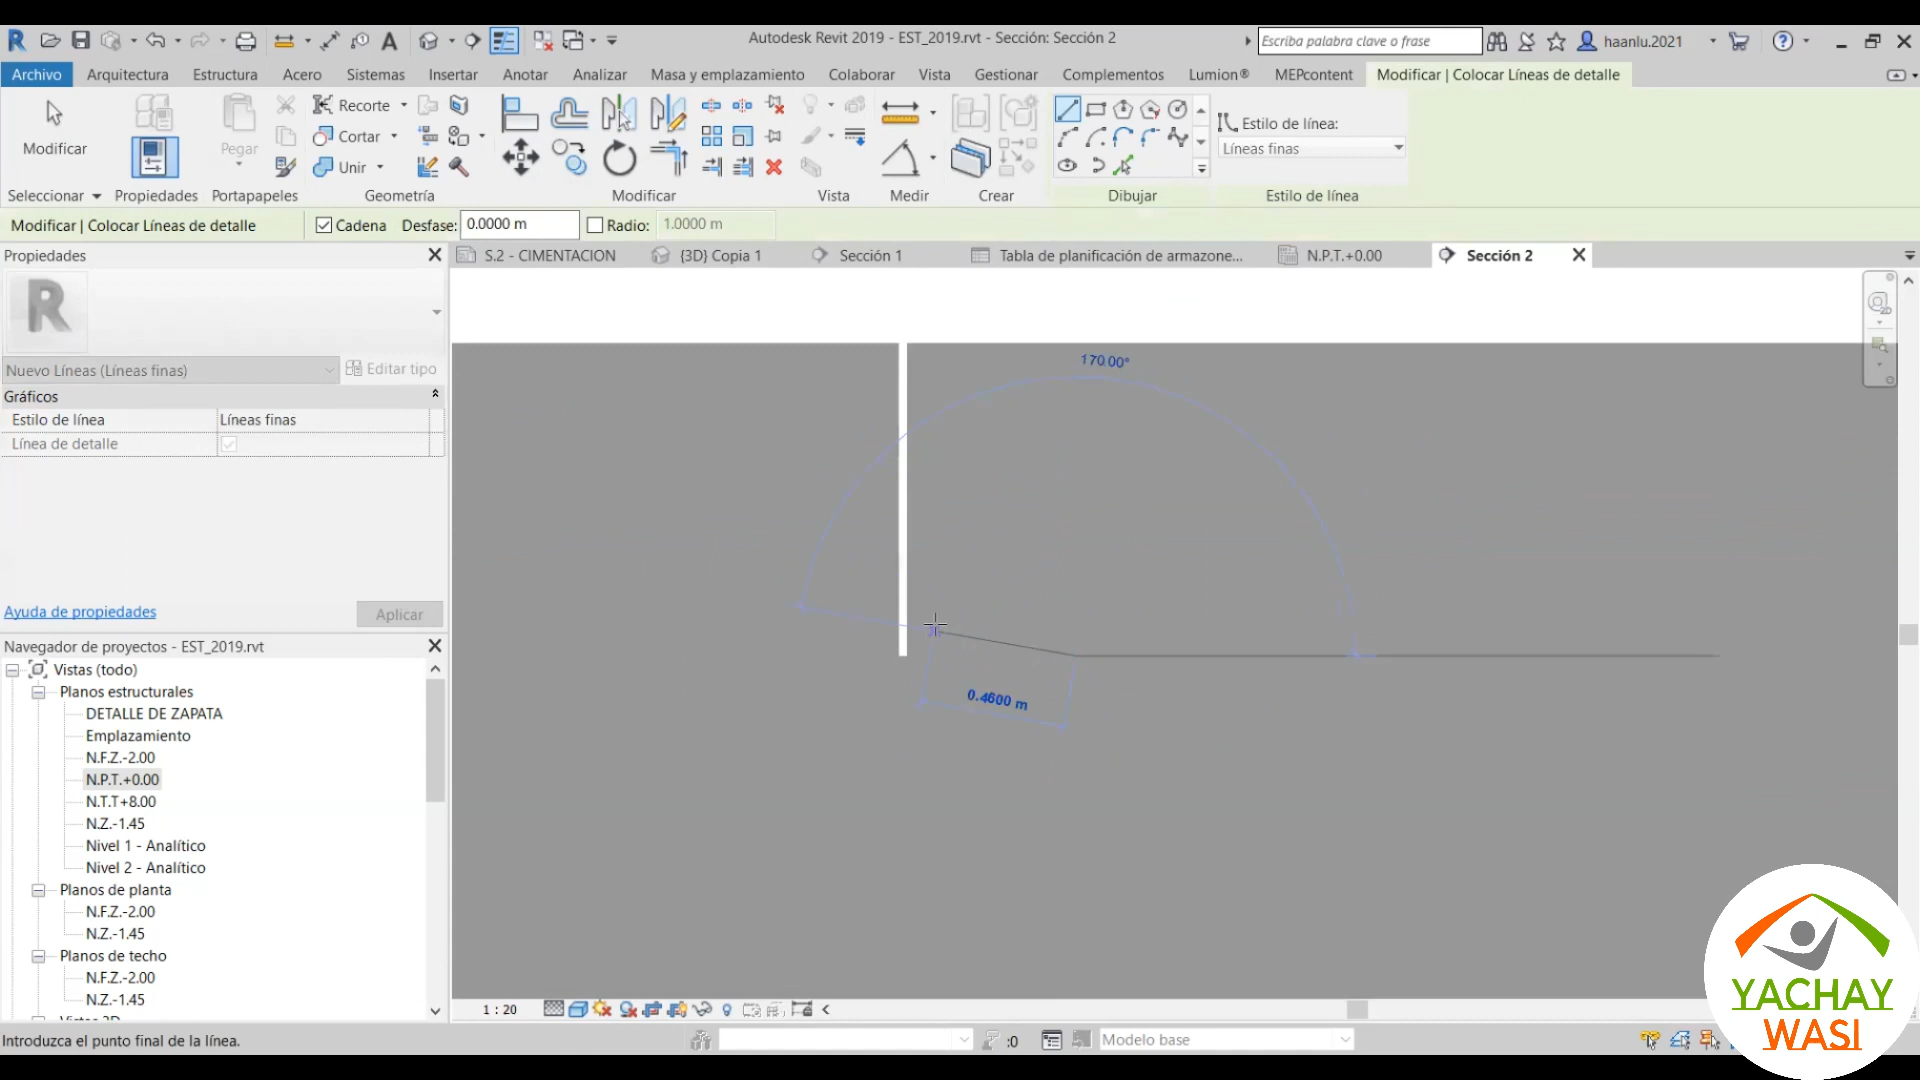 Autodesk Revit 2019 - EST_2019.rvt - Sección: Sección 2
Escriba palabra clave o frase
haanlu.2021
Archivo Arquitectura Estructura Acero Sistemas Insertar Anotar Analizar Masa y emplazamiento Colaborar Vista Gestionar Complementos Lumion® MEPcontent Modificar | Colocar Líneas de detalle
Modificar
Pegar
Recorte
Cortar
Unir
Estilo de línea:
Líneas finas
Seleccionar Propiedades Portapapeles Geometría Modificar Vista Medir Crear Dibujar Estilo de línea
Modificar | Colocar Líneas de detalle Cadena Desfase: 0.0000 m Radio: 1.0000 m
Propiedades
S.2 - CIMENTACION {3D} Copia 1 Sección 1 Tabla de planificación de armazone... N.P.T.+0.00 Sección 2
R
2D
Nuevo Líneas (Líneas finas) Editar tipo
Gráficos
Estilo de línea Líneas finas
Línea de detalle
170.00°
0.4600 m
Ayuda de propiedades Aplicar
Navegador de proyectos - EST_2019.rvt
Vistas (todo)
Planos estructurales
DETALLE DE ZAPATA
Emplazamiento
N.F.Z.-2.00
N.P.T.+0.00
N.T.T+8.00
N.Z.-1.45
Nivel 1 - Analítico
Nivel 2 - Analítico
Planos de planta
N.F.Z.-2.00
N.Z.-1.45
Planos de techo
N.F.Z.-2.00
N.Z.-1.45
1 : 20
Introduzca el punto final de la línea.
:0
Modelo base
YACHAY
WASI